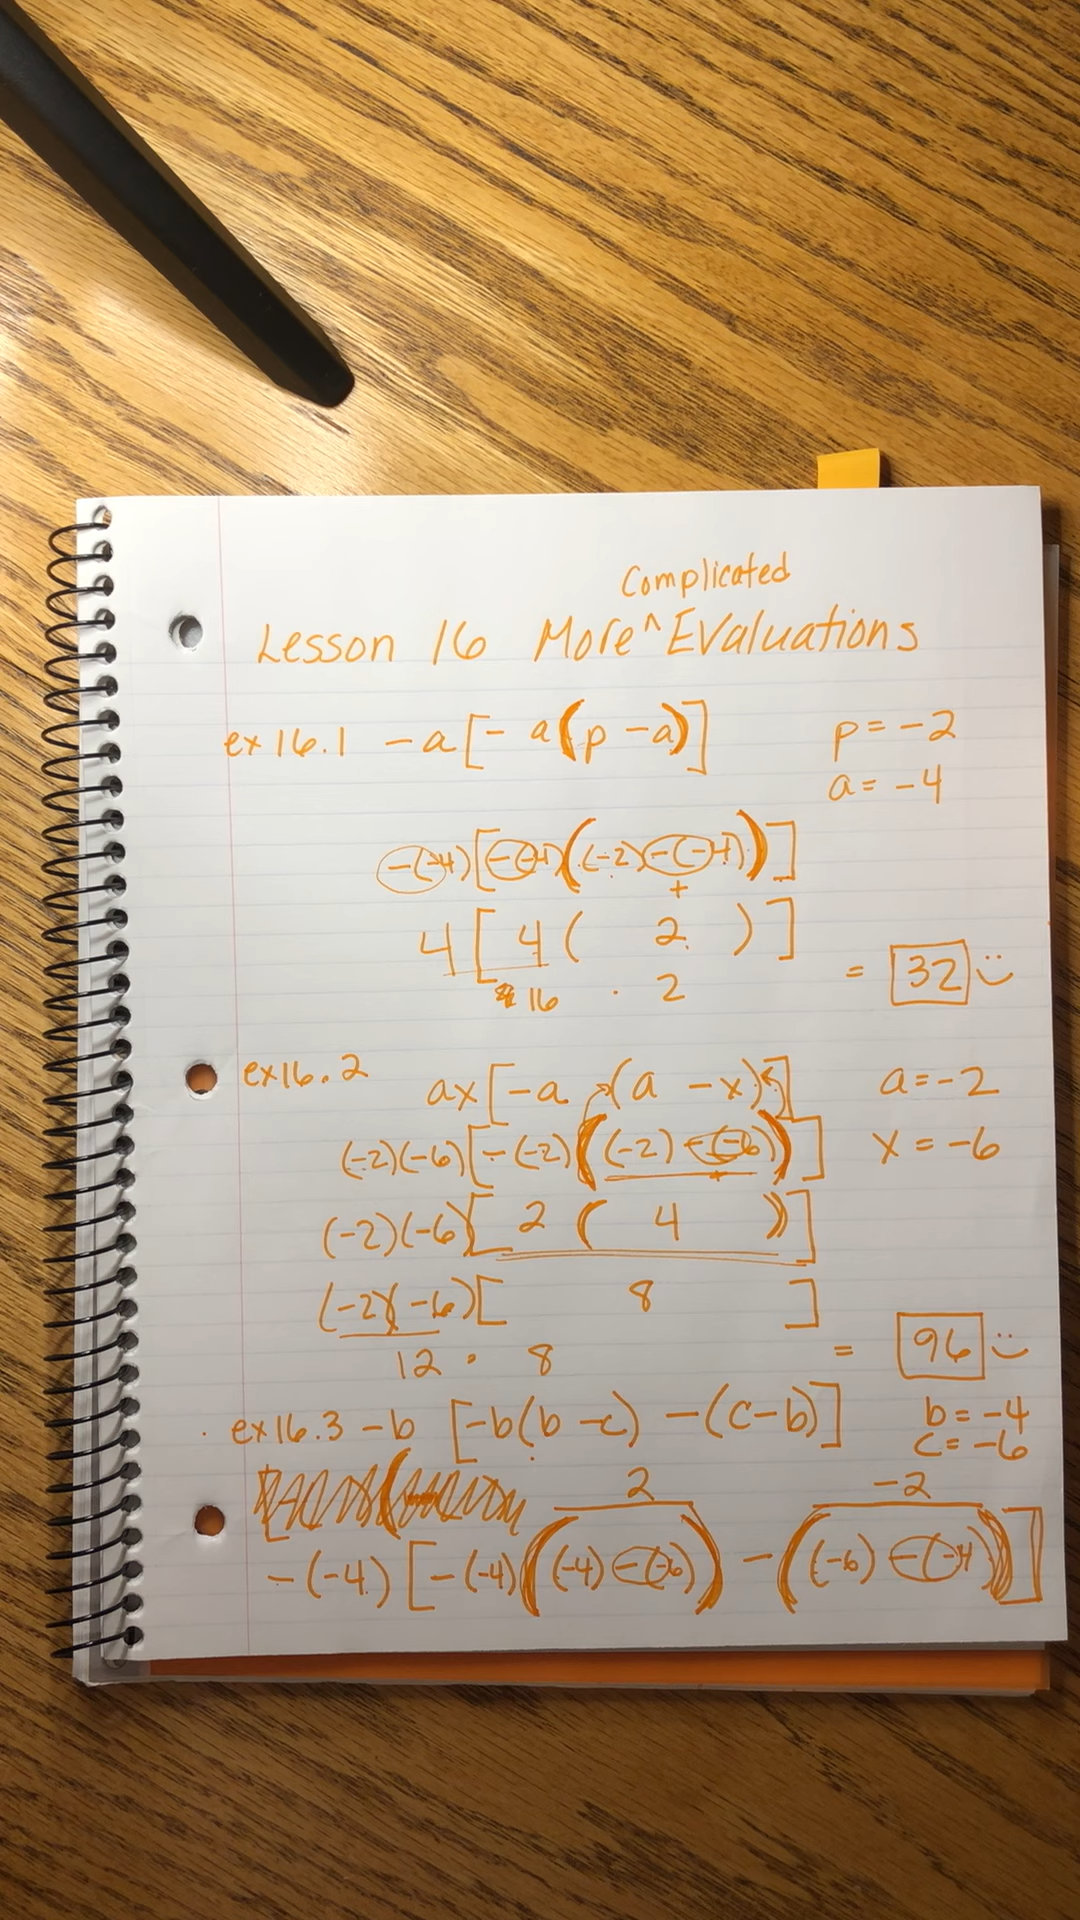 Complicated
Lesson 16 More ^ Evaluations
ex 16.1 -a[- a(p -a)] p = -2
a = -4
-(-4)[-(-4)((-2)-(-4))]
+
4[ 4( 2 )]
16 · 2 = 32
ex16.2 ax[-a (a - x)] a = -2
(-2)(-6)[-(-2)((-2) -(-6))] x = -6
+
(-2)(-6)[ 2 ( 4 )]
(-2)(-6)[ 8 ]
12 · 8 = 96
ex16.3 -b [-b(b -c) -(c-b)] b = -4
c = -6
2 -2
-(-4)[-(-4)((-4)-(-6)) - ((-6) -(-4))]